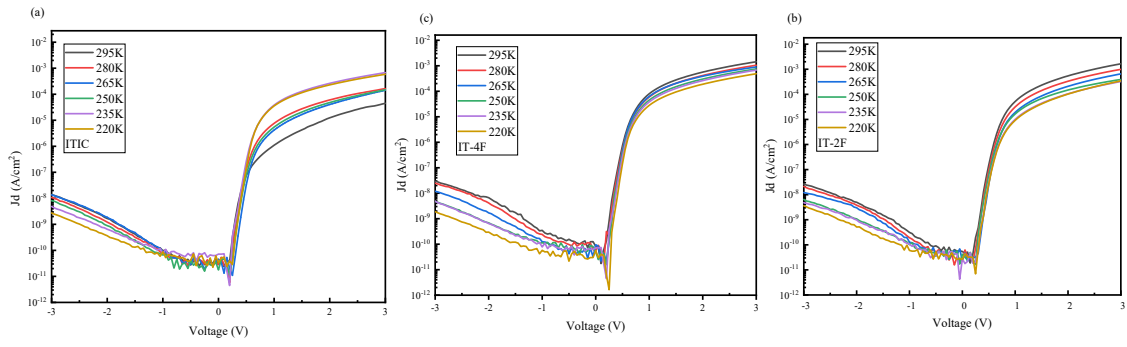 (a)
10⁻²
10⁻³
10⁻⁴
10⁻⁵
10⁻⁶
10⁻⁷
10⁻⁸
10⁻⁹
10⁻¹⁰
10⁻¹¹
10⁻¹²
Jd (A/cm²)
295K
280K
265K
250K
235K
220K
ITIC
-3 -2 -1 0 1 2 3
Voltage (V)
(c)
10⁻²
10⁻³
10⁻⁴
10⁻⁵
10⁻⁶
10⁻⁷
10⁻⁸
10⁻⁹
10⁻¹⁰
10⁻¹¹
10⁻¹²
Jd (A/cm²)
295K
280K
265K
250K
235K
220K
IT-4F
-3 -2 -1 0 1 2 3
Voltage (V)
(b)
10⁻²
10⁻³
10⁻⁴
10⁻⁵
10⁻⁶
10⁻⁷
10⁻⁸
10⁻⁹
10⁻¹⁰
10⁻¹¹
10⁻¹²
Jd (A/cm²)
295K
280K
265K
250K
235K
220K
IT-2F
-3 -2 -1 0 1 2 3
Voltage (V)